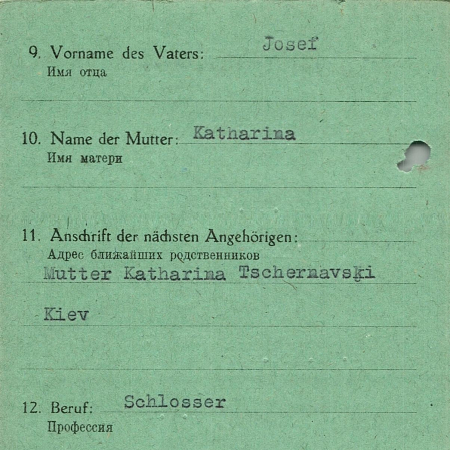 9. Vorname des Vaters: Josef
Имя отца
10. Name der Mutter: Katharina
Имя матери
11. Anschrift der nächsten Angehörigen:
Адрес ближайших родственников
Mutter Katharina Tschernavski
Kiev
12. Beruf: Schlosser
Профессия